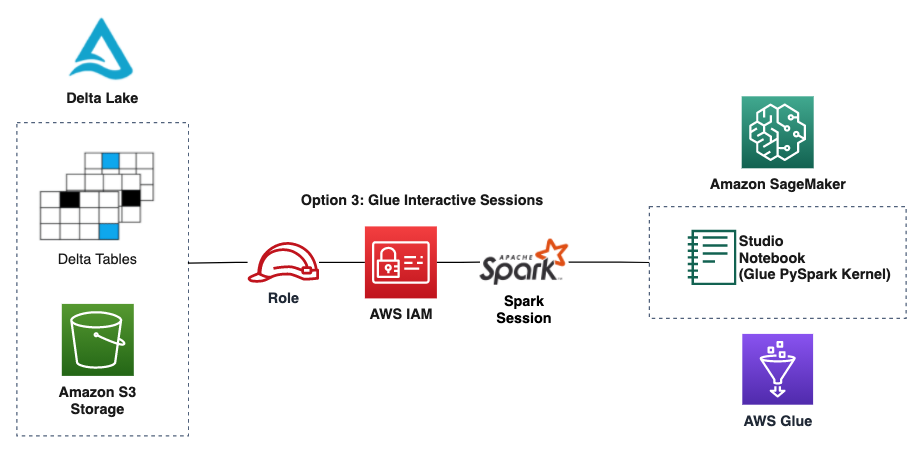 Delta Lake
Delta Tables
Amazon S3
Storage
Option 3: Glue Interactive Sessions
Role
AWS IAM
APACHE
Spark
Spark
Session
Amazon SageMaker
Studio
Notebook
(Glue PySpark Kernel)
AWS Glue